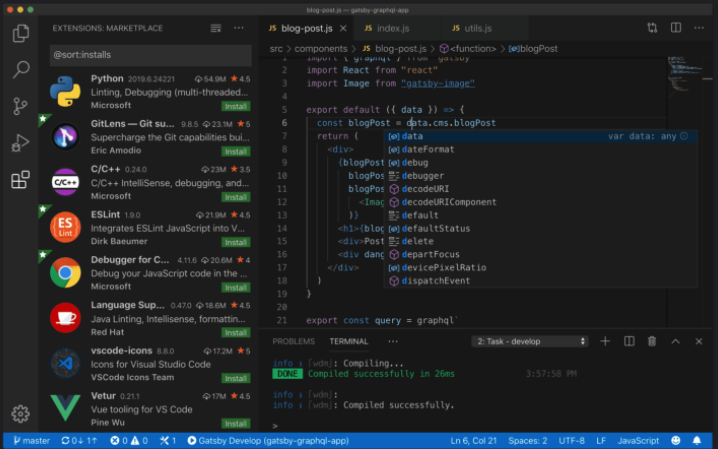 blog-post.js — gatsby-graphql-app
EXTENSIONS: MARKETPLACE
@sort:installs
Python 2019.6.24221 54.9M 4.5
Linting, Debugging (multi-threaded...
Microsoft Install
GitLens — Git su... 9.8.5 23.1M 5
Supercharge the Git capabilities bui...
Eric Amodio Install
C/C++ 0.24.0 23M 3.5
C/C++ IntelliSense, debugging, and...
Microsoft Install
ESLint 1.9.0 21.9M 4.5
Integrates ESLint JavaScript into V...
Dirk Baeumer Install
Debugger for C... 4.11.6 20.6M 4
Debug your JavaScript code in the...
Microsoft Install
Language Sup... 0.47.0 18.6M 4.5
Java Linting, Intellisense, formattin...
Red Hat Install
vscode-icons 8.8.0 17.2M 5
Icons for Visual Studio Code
VSCode Icons Team Install
Vetur 0.21.1 17M 4.5
Vue tooling for VS Code
Pine Wu Install
C/C++
ES
Lint
JS blog-post.js
JS index.js
JS utils.js
src > components > JS blog-post.js > <function> > blogPost
1 import { graphql } from "gatsby"
2 import React from "react"
3 import Image from "gatsby-image"
4
5 export default ({ data }) => {
6 const blogPost = data.cms.blogPost
7 return (
8 <div>
9 {blogPost
10 blogPo
11 blogPo
12 <Ima
13 )}
14 <h1>{blog
15 <div>Post
16 <div dang
17 </div>
18 )
19 }
20
21 export const query = graphql`
data var data: any
dateFormat
debug
debugger
decodeURI
decodeURIComponent
default
defaultStatus
delete
departFocus
devicePixelRatio
dispatchEvent
PROBLEMS TERMINAL ... 2: Task - develop
info [wdm]: Compiling...
DONE Compiled successfully in 26ms 3:57:58 PM
info [wdm]:
info [wdm]: Compiled successfully.
>
master 0↓ 1↑ 0 0 1 Gatsby Develop (gatsby-graphql-app) Ln 6, Col 21 Spaces: 2 UTF-8 LF JavaScript